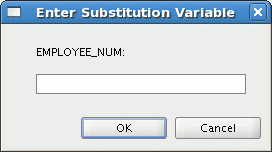 Enter Substitution Variable
EMPLOYEE_NUM:
OK
Cancel